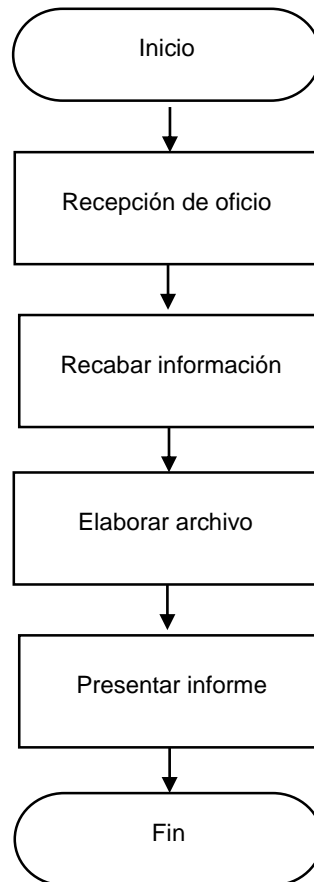 Inicio
Recepción de oficio
Recabar información
Elaborar archivo
Presentar informe
Fin